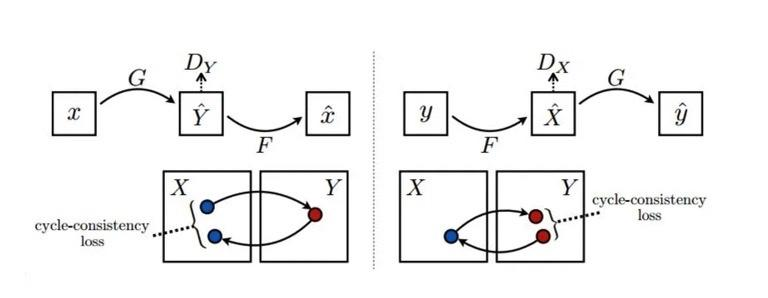 D_Y
G
x
Ŷ
x̂
F
X
Y
cycle-consistency
loss
D_X
G
y
X̂
ŷ
F
X
Y
cycle-consistency
loss